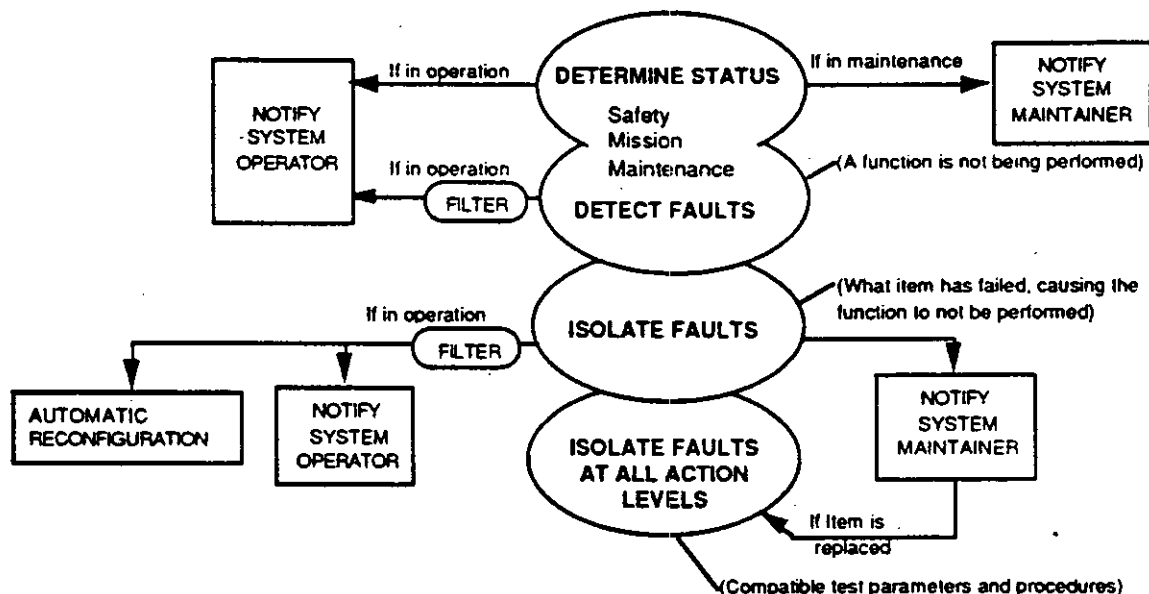 If in operation
DETERMINE STATUS
If in maintenance
NOTIFY
SYSTEM
MAINTAINER
NOTIFY
SYSTEM
OPERATOR
Safety
Mission
Maintenance
If in operation
FILTER
DETECT FAULTS
(A function is not being performed)
(What item has failed, causing the
function to not be performed)
If in operation
FILTER
ISOLATE FAULTS
AUTOMATIC
RECONFIGURATION
NOTIFY
SYSTEM
OPERATOR
NOTIFY
SYSTEM
MAINTAINER
ISOLATE FAULTS
AT ALL ACTION
LEVELS
If Item is
replaced
(Compatible test parameters and procedures)